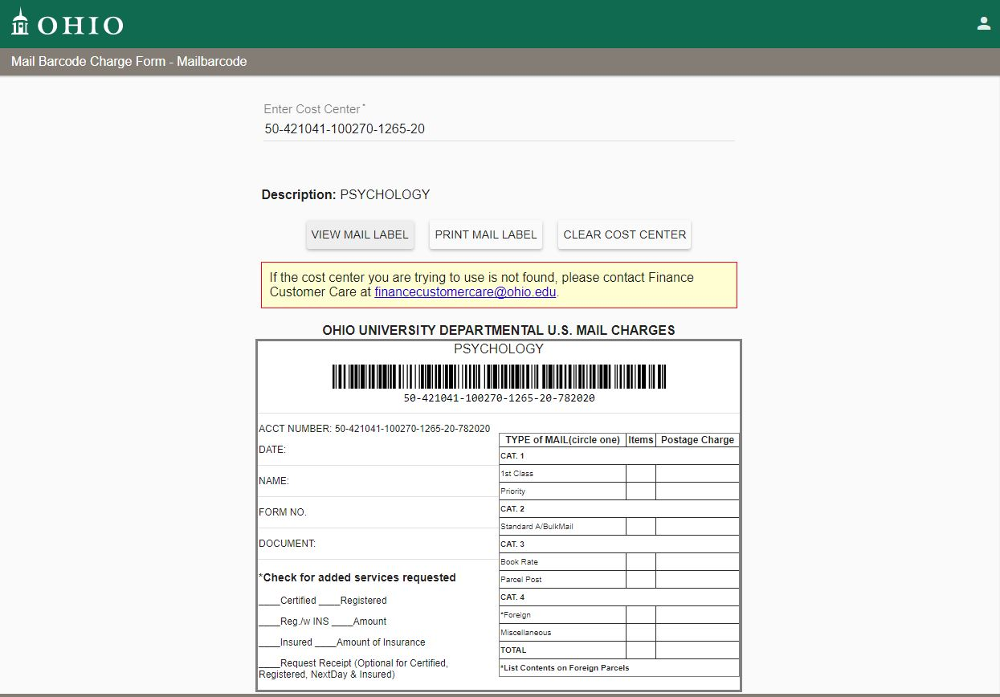 OHIO
Mail Barcode Charge Form - Mailbarcode
Enter Cost Center*
50-421041-100270-1265-20
Description: PSYCHOLOGY
VIEW MAIL LABEL
PRINT MAIL LABEL
CLEAR COST CENTER
If the cost center you are trying to use is not found, please contact Finance
Customer Care at financecustomercare@ohio.edu.
OHIO UNIVERSITY DEPARTMENTAL U.S. MAIL CHARGES
PSYCHOLOGY
50-421041-100270-1265-20-782020
ACCT NUMBER: 50-421041-100270-1265-20-782020
DATE:
NAME:
FORM NO.
DOCUMENT:
*Check for added services requested
____Certified ____Registered
____Reg./w INS ____Amount
____Insured ____Amount of Insurance
____Request Receipt (Optional for Certified,
Registered, NextDay & Insured)
TYPE of MAIL(circle one) Items Postage Charge
CAT. 1
1st Class
Priority
CAT. 2
Standard A/BulkMail
CAT. 3
Book Rate
Parcel Post
CAT. 4
*Foreign
Miscellaneous
TOTAL
*List Contents on Foreign Parcels